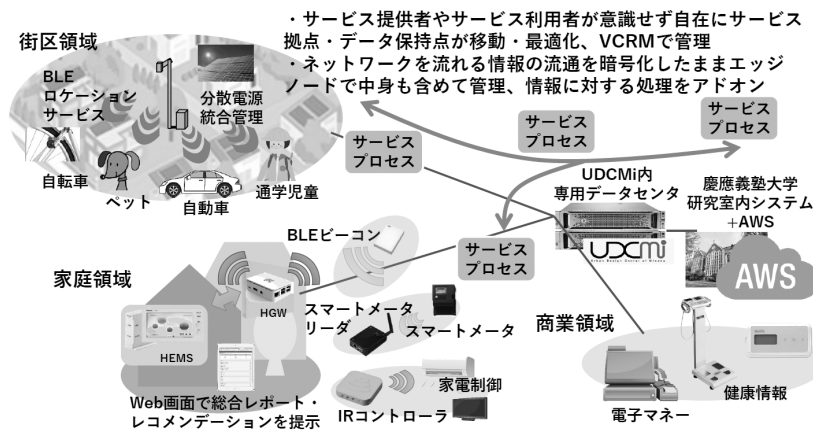 ・サービス提供者やサービス利用者が意識せず自在にサービス
拠点・データ保持点が移動・最適化、VCRMで管理
・ネットワークを流れる情報の流通を暗号化したままエッジ
ノードで中身も含めて管理、情報に対する処理をアドオン
街区領域
BLE
ロケーション
サービス
分散電源
統合管理
自転車
ペット
自動車
通学児童
サービス
プロセス
サービス
プロセス
サービス
プロセス
サービス
プロセス
UDCMi内
専用データセンタ
UDCMi
慶應義塾大学
研究室内システム
+AWS
AWS
家庭領域
BLEビーコン
HGW
HEMS
スマートメータ
リーダ
スマートメータ
家電制御
IRコントローラ
Web画面で総合レポート・
レコメンデーションを提示
商業領域
電子マネー
健康情報